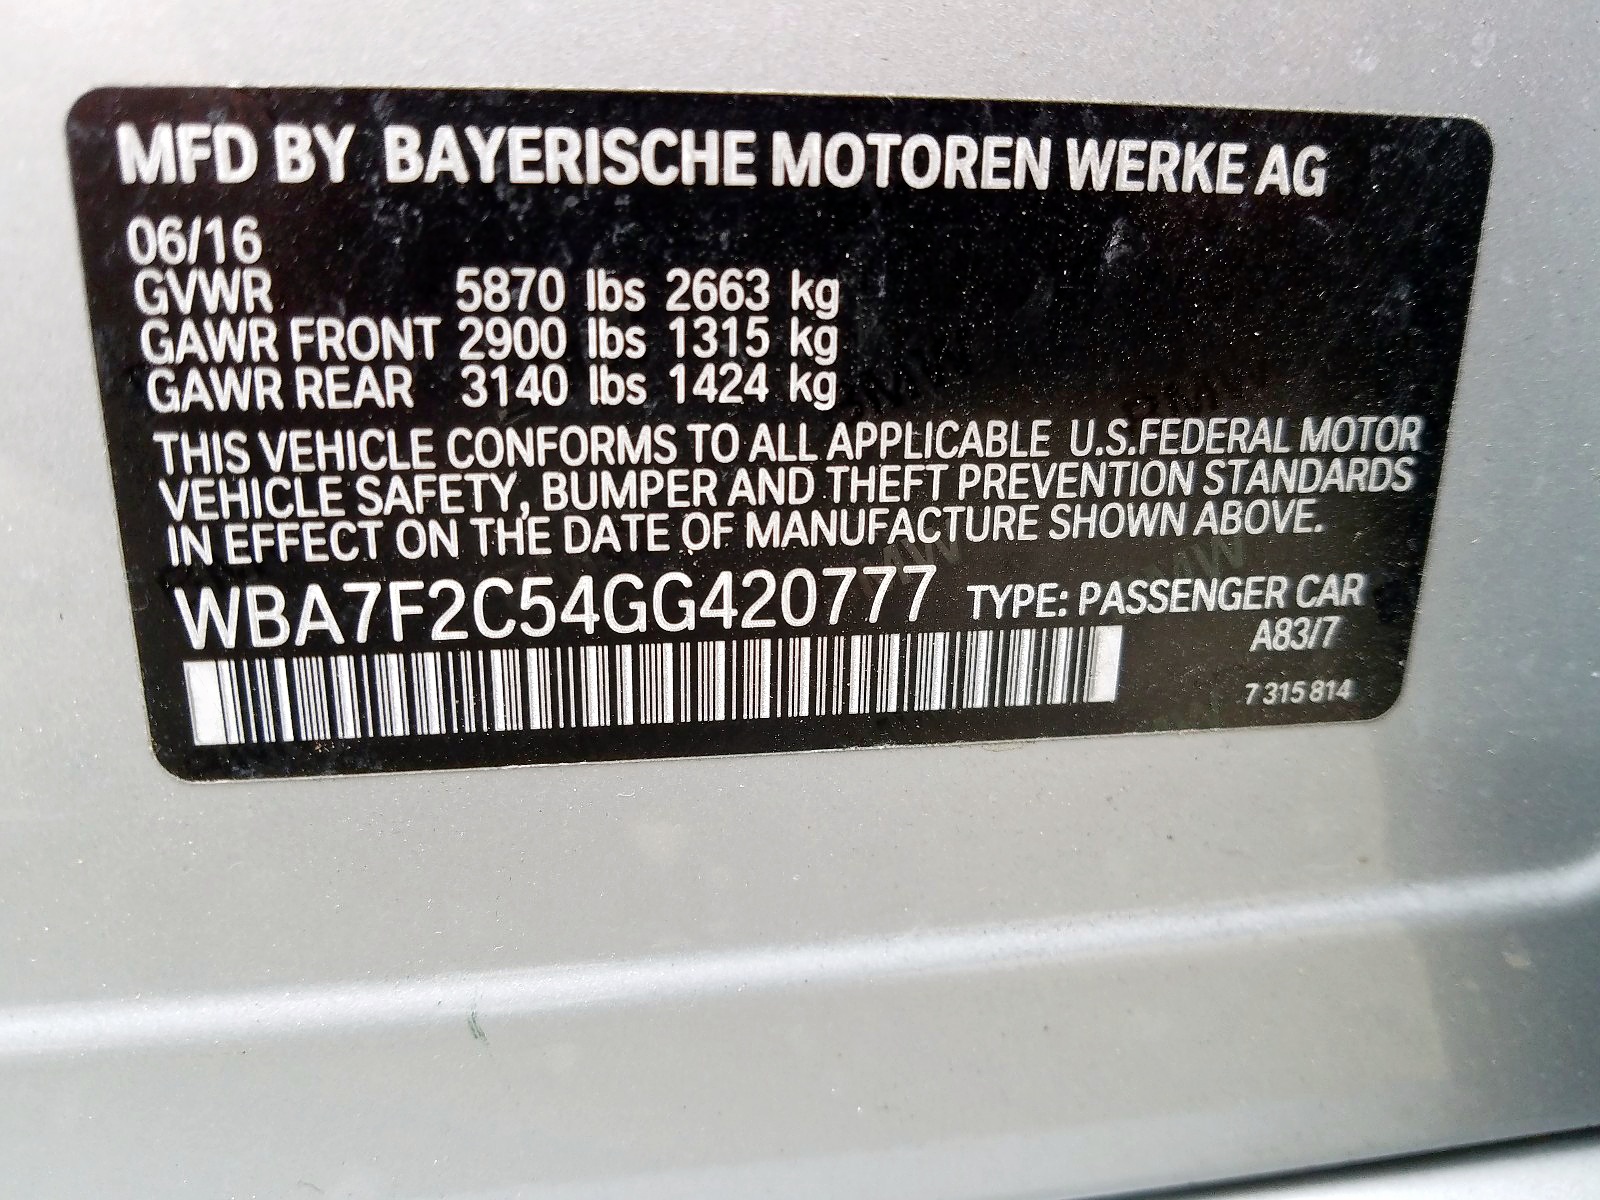 MFD BY BAYERISCHE MOTOREN WERKE AG
06/16
GVWR 5870 lbs 2663 kg
GAWR FRONT 2900 lbs 1315 kg
GAWR REAR 3140 lbs 1424 kg
THIS VEHICLE CONFORMS TO ALL APPLICABLE U.S.FEDERAL MOTOR
VEHICLE SAFETY, BUMPER AND THEFT PREVENTION STANDARDS
IN EFFECT ON THE DATE OF MANUFACTURE SHOWN ABOVE.
WBA7F2C54GG420777 TYPE: PASSENGER CAR
A83/7
7 315 814